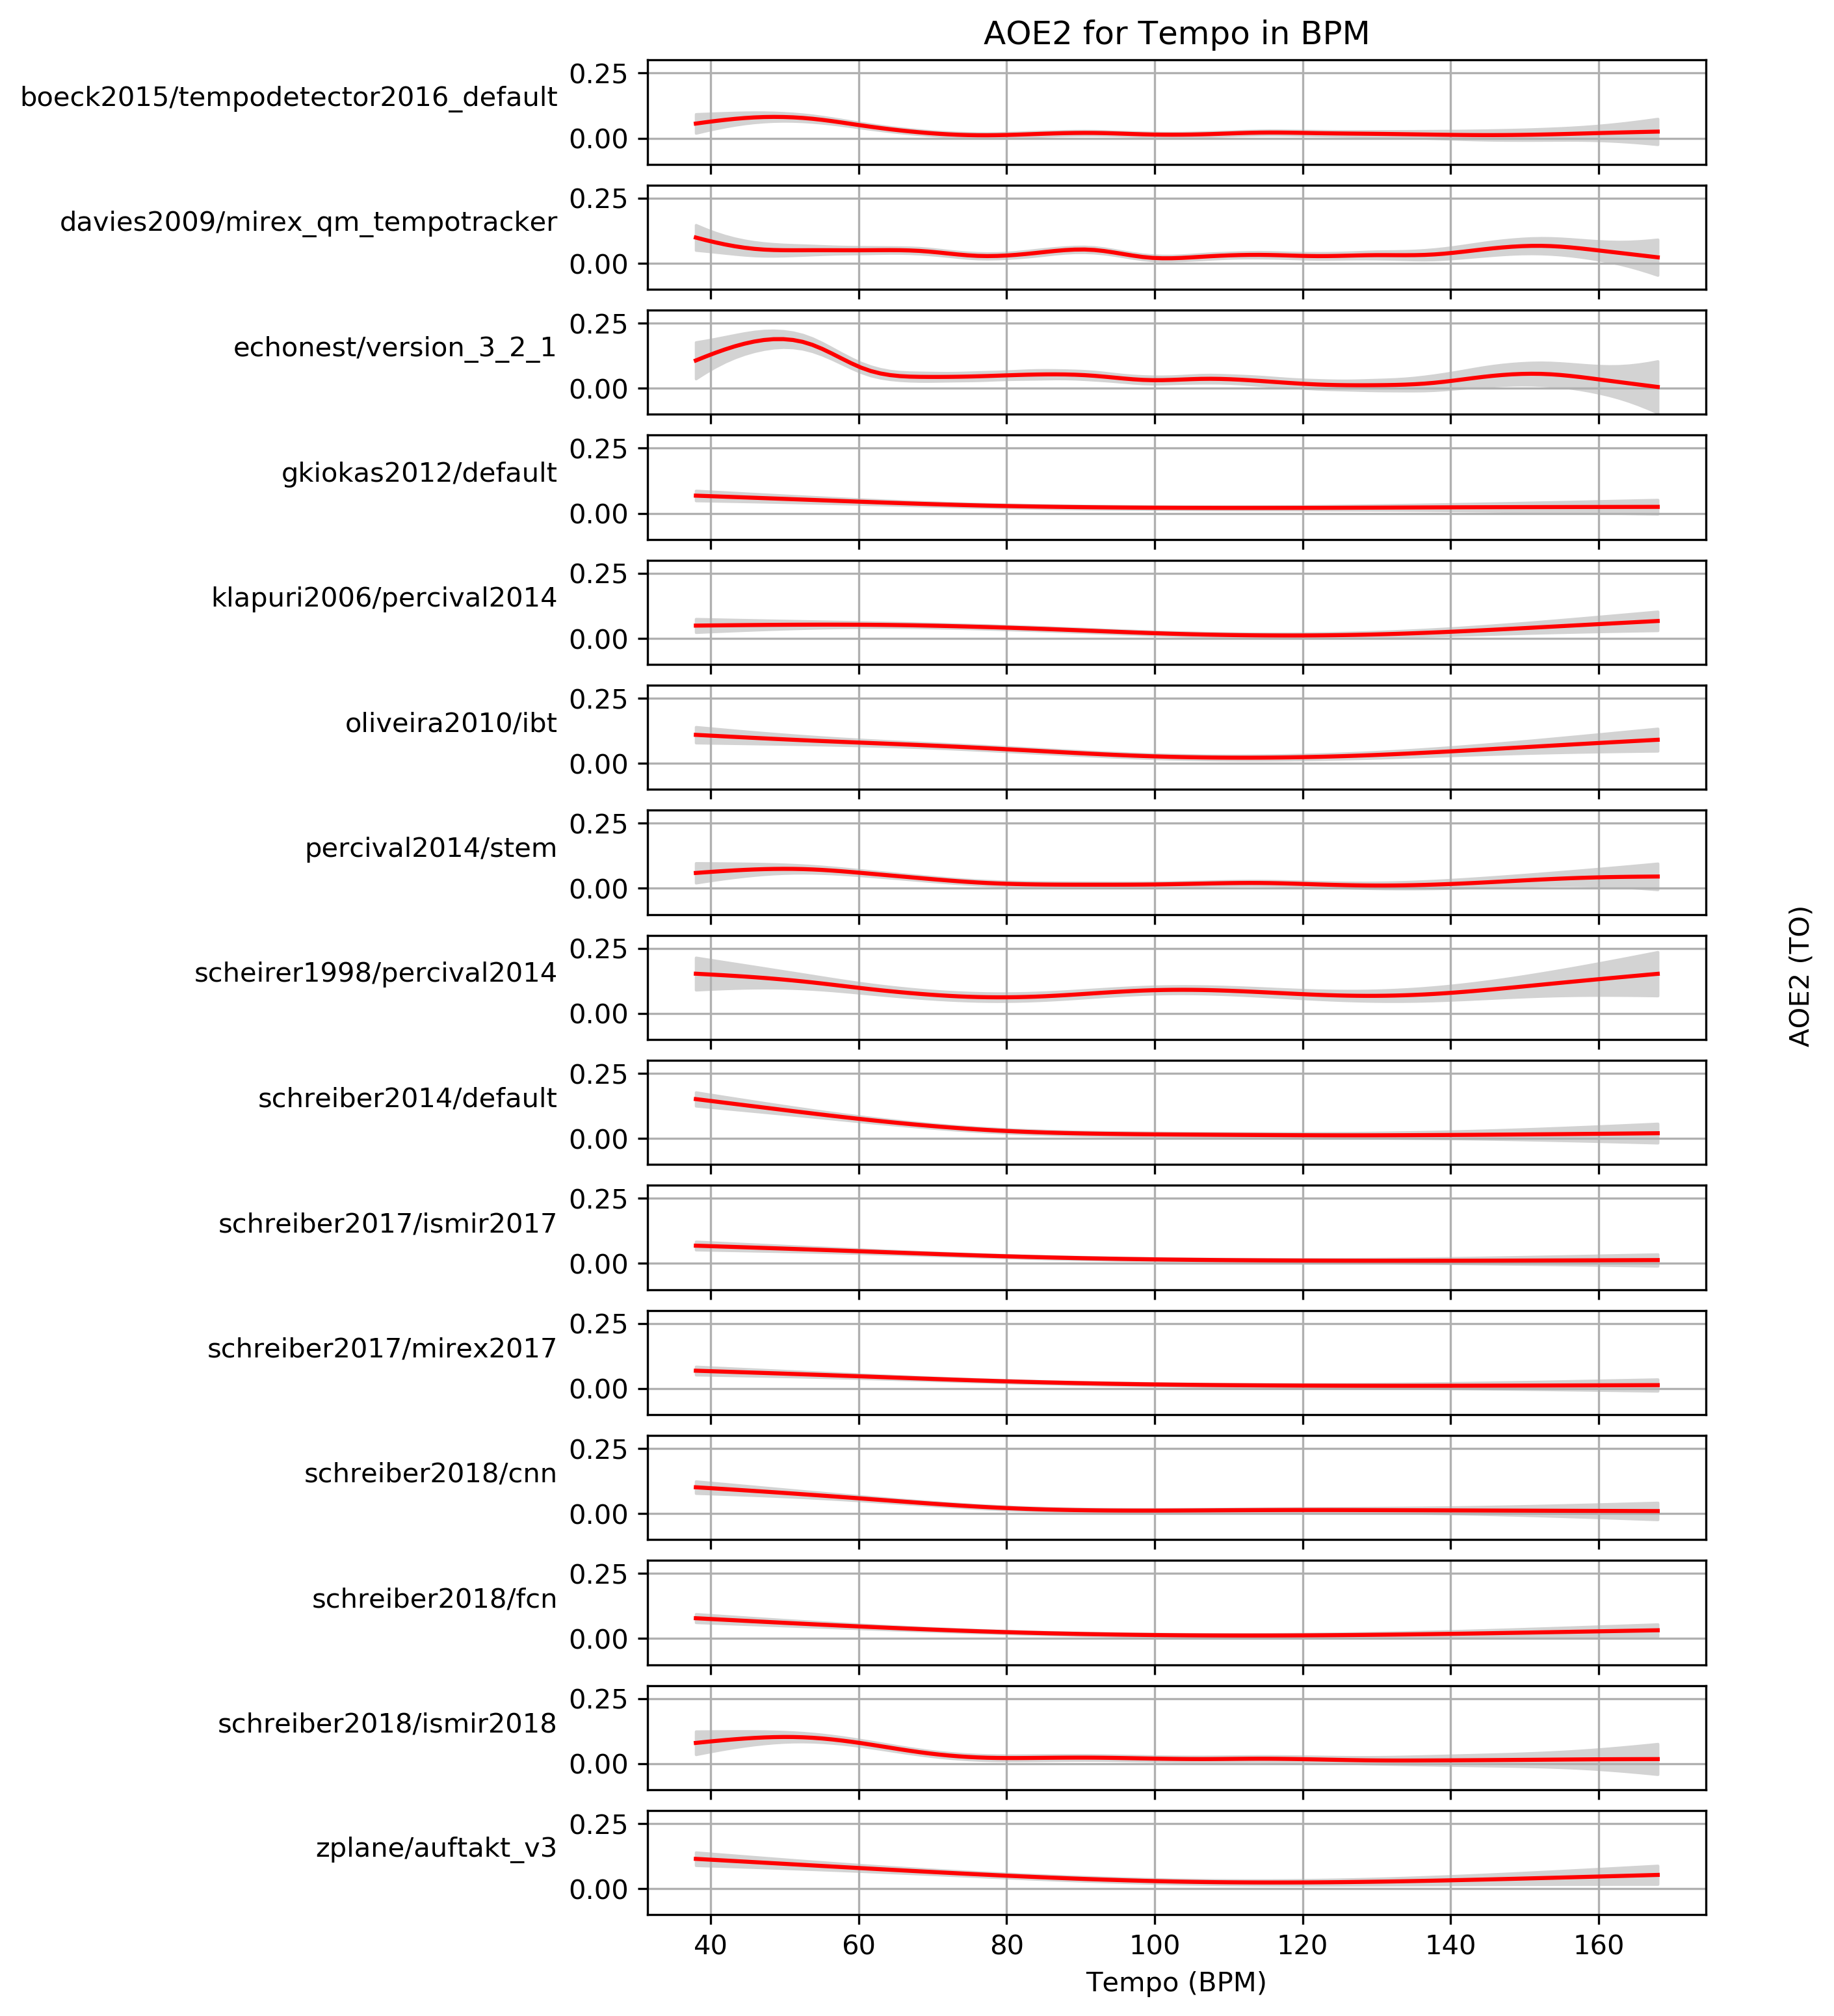 AOE2 for Tempo in BPM
boeck2015/tempodetector2016_default
0.25
0.00
davies2009/mirex_qm_tempotracker
0.25
0.00
echonest/version_3_2_1
0.25
0.00
gkiokas2012/default
0.25
0.00
klapuri2006/percival2014
0.25
0.00
oliveira2010/ibt
0.25
0.00
percival2014/stem
0.25
0.00
scheirer1998/percival2014
0.25
0.00
schreiber2014/default
0.25
0.00
schreiber2017/ismir2017
0.25
0.00
schreiber2017/mirex2017
0.25
0.00
schreiber2018/cnn
0.25
0.00
schreiber2018/fcn
0.25
0.00
schreiber2018/ismir2018
0.25
0.00
zplane/auftakt_v3
0.25
0.00
40 60 80 100 120 140 160
Tempo (BPM)
AOE2 (TO)